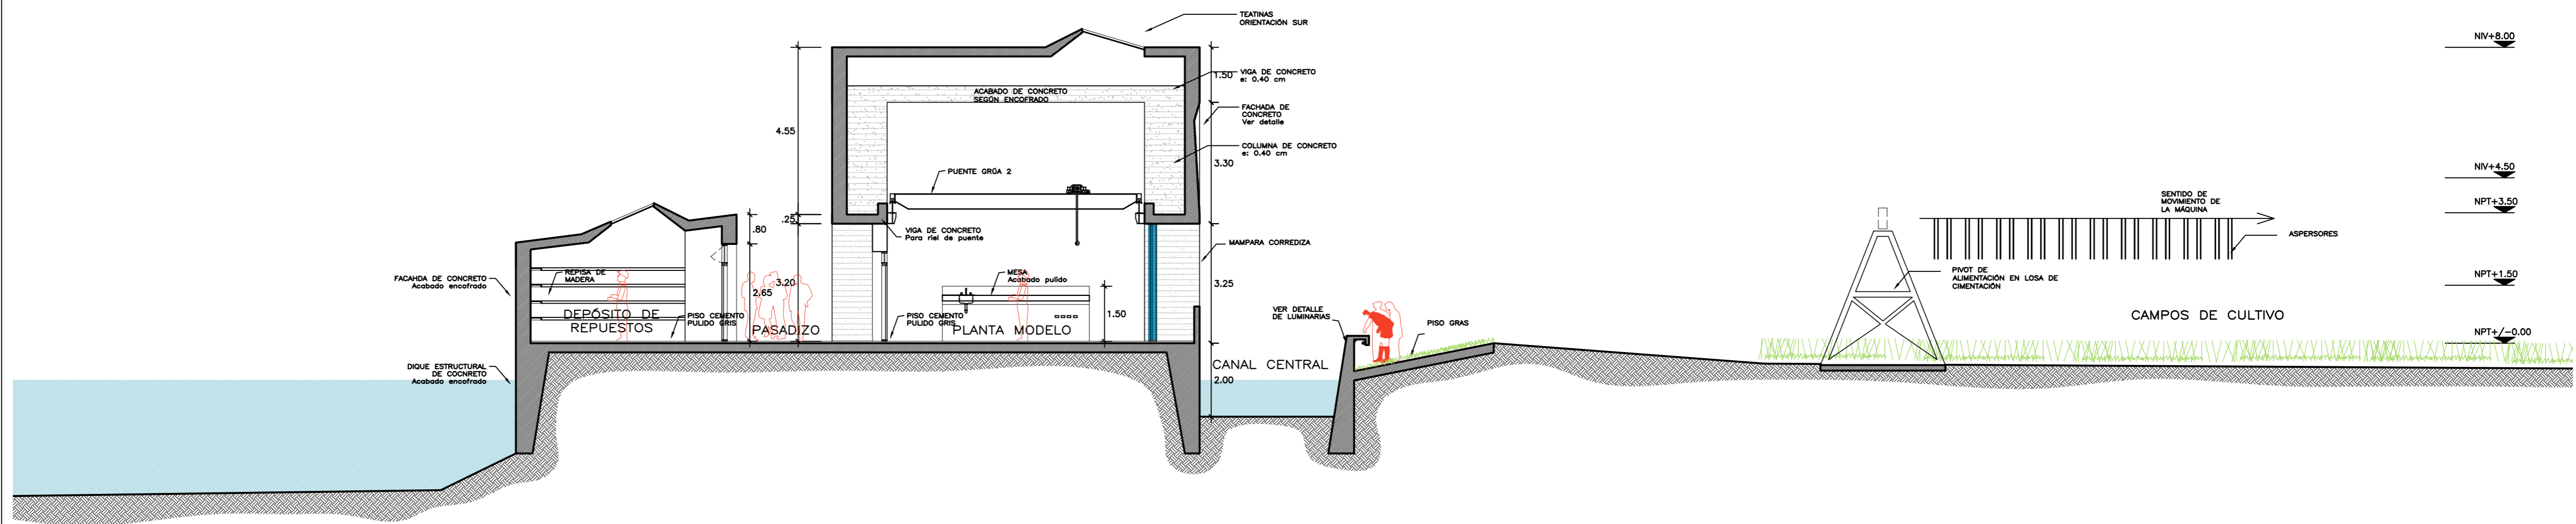 TEATINAS
ORIENTACIÓN SUR
NIV+8.00
1.50
VIGA DE CONCRETO
e: 0.40 cm
ACABADO DE CONCRETO
SEGÚN ENCOFRADO
FACHADA DE
CONCRETO
Ver detalle
4.55
COLUMNA DE CONCRETO
e: 0.40 cm
3.30
PUENTE GRÚA 2
NIV+4.50
SENTIDO DE
MOVIMIENTO DE
LA MÁQUINA
NPT+3.50
.25
.80
VIGA DE CONCRETO
Para riel de puente
MAMPARA CORREDIZA
ASPERSORES
FACAHDA DE CONCRETO
Acabado encofrado
REPISA DE
MADERA
2.65
3.20
MESA
Acabado pulido
3.25
PIVOT DE
ALIMENTACIÓN EN LOSA DE
CIMENTACIÓN
NPT+1.50
DEPÓSITO DE
REPUESTOS
PISO CEMENTO
PULIDO GRIS
PASADIZO
PISO CEMENTO
PULIDO GRIS
PLANTA MODELO
1.50
VER DETALLE
DE LUMINARIAS
PISO GRAS
CAMPOS DE CULTIVO
NPT+/-0.00
DIQUE ESTRUCTURAL
DE COCNRETO
Acabado encofrado
CANAL CENTRAL
2.00